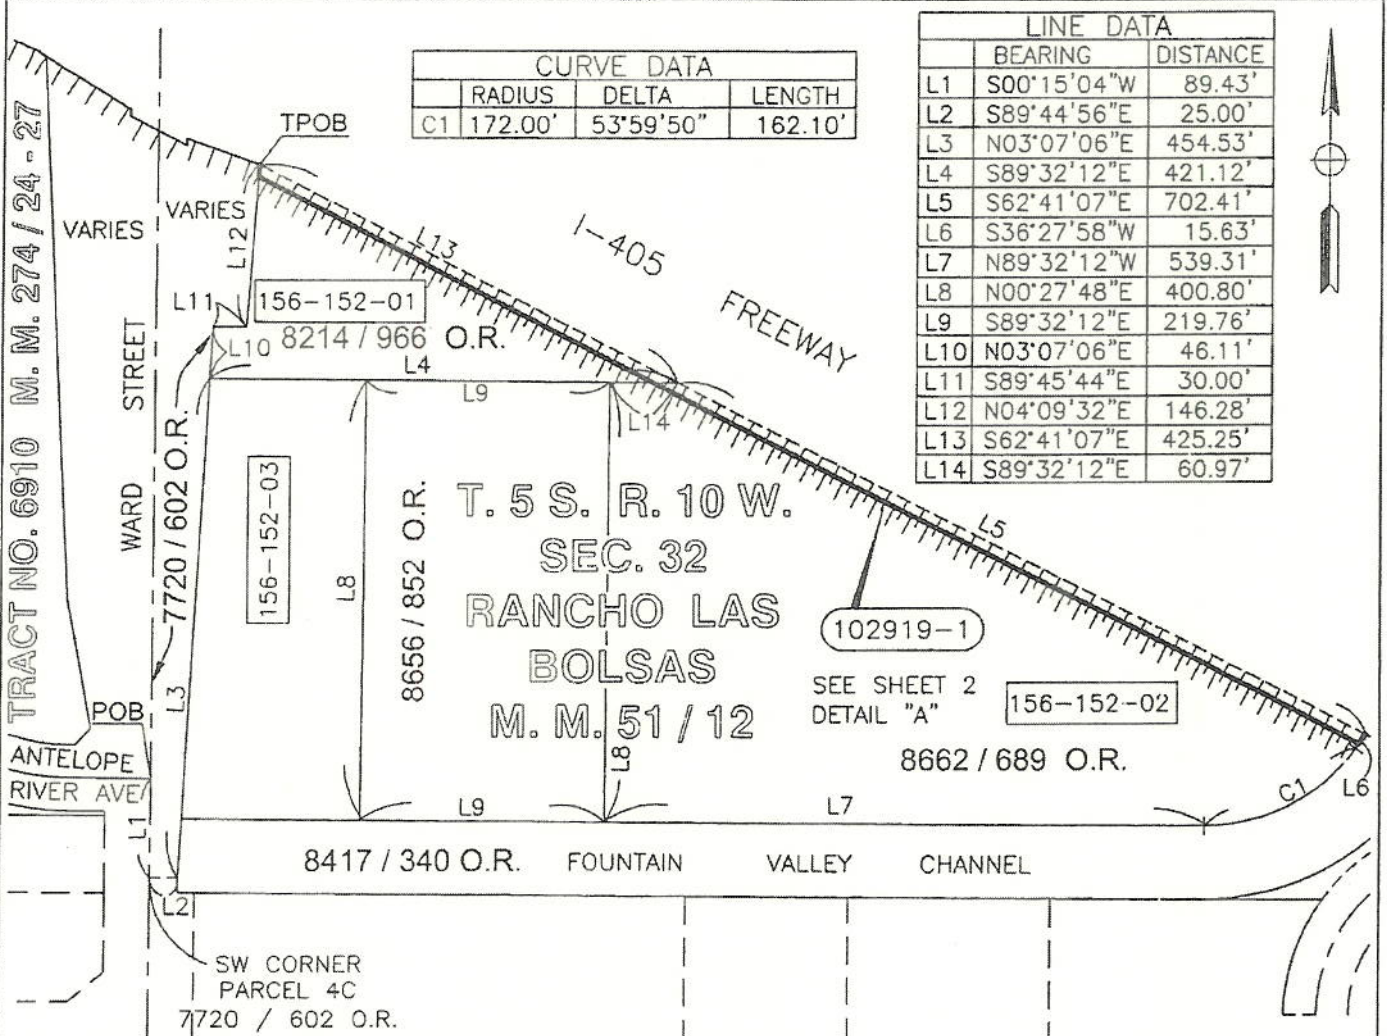 CURVE DATA
RADIUS DELTA LENGTH
C1 172.00' 53°59'50" 162.10'
LINE DATA
BEARING DISTANCE
L1 S00°15'04"W 89.43'
L2 S89°44'56"E 25.00'
L3 N03°07'06"E 454.53'
L4 S89°32'12"E 421.12'
L5 S62°41'07"E 702.41'
L6 S36°27'58"W 15.63'
L7 N89°32'12"W 539.31'
L8 N00°27'48"E 400.80'
L9 S89°32'12"E 219.76'
L10 N03°07'06"E 46.11'
L11 S89°45'44"E 30.00'
L12 N04°09'32"E 146.28'
L13 S62°41'07"E 425.25'
L14 S89°32'12"E 60.97'
TRACT NO. 6910 M. M. 274 / 24 - 27
TPOB
VARIES
VARIES
L12
L13
I-405
FREEWAY
L11
156-152-01
8214 / 966 O.R.
L10
L4
L9
L14
WARD STREET
7720 / 602 O.R.
156-152-03
L8
8656 / 852 O.R.
T. 5 S. R. 10 W.
SEC. 32
RANCHO LAS
BOLSAS
M. M. 51 / 12
L5
102919-1
SEE SHEET 2
DETAIL "A"
156-152-02
8662 / 689 O.R.
L3
POB
ANTELOPE
RIVER AVE
L1
L8
L9
L7
C1
L6
8417 / 340 O.R.
FOUNTAIN VALLEY CHANNEL
L2
SW CORNER
PARCEL 4C
7720 / 602 O.R.